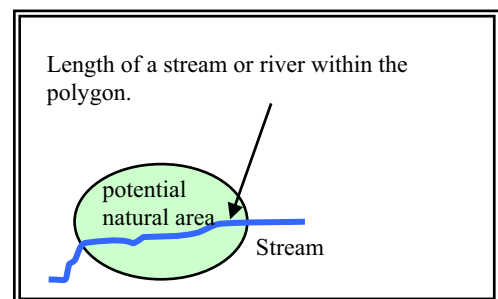 Length of a stream or river within the
polygon.
potential
natural area
Stream